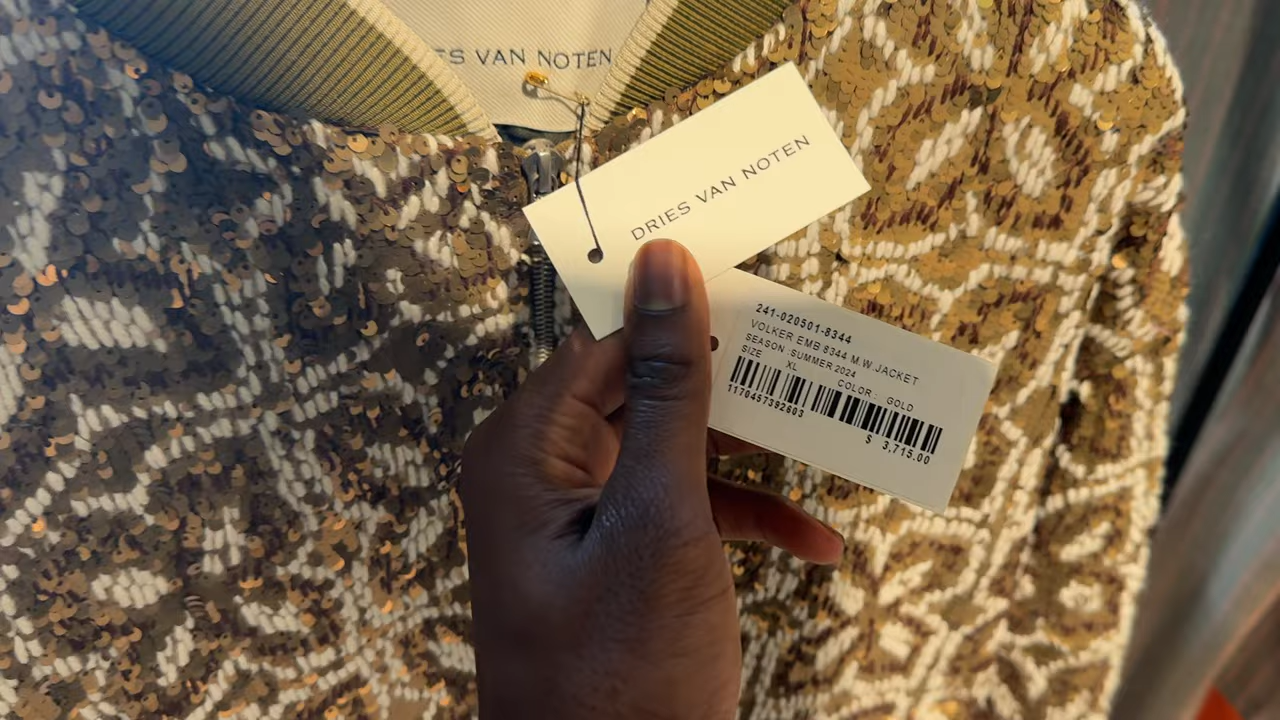 ES VAN NOTEN
DRIES VAN NOTEN
241-020501-8344
VOLKER EMB 8344 M.W.JACKET
SEASON :SUMMER 2024
SIZE XL COLOR : GOLD
1170457392603
$ 3,715.00